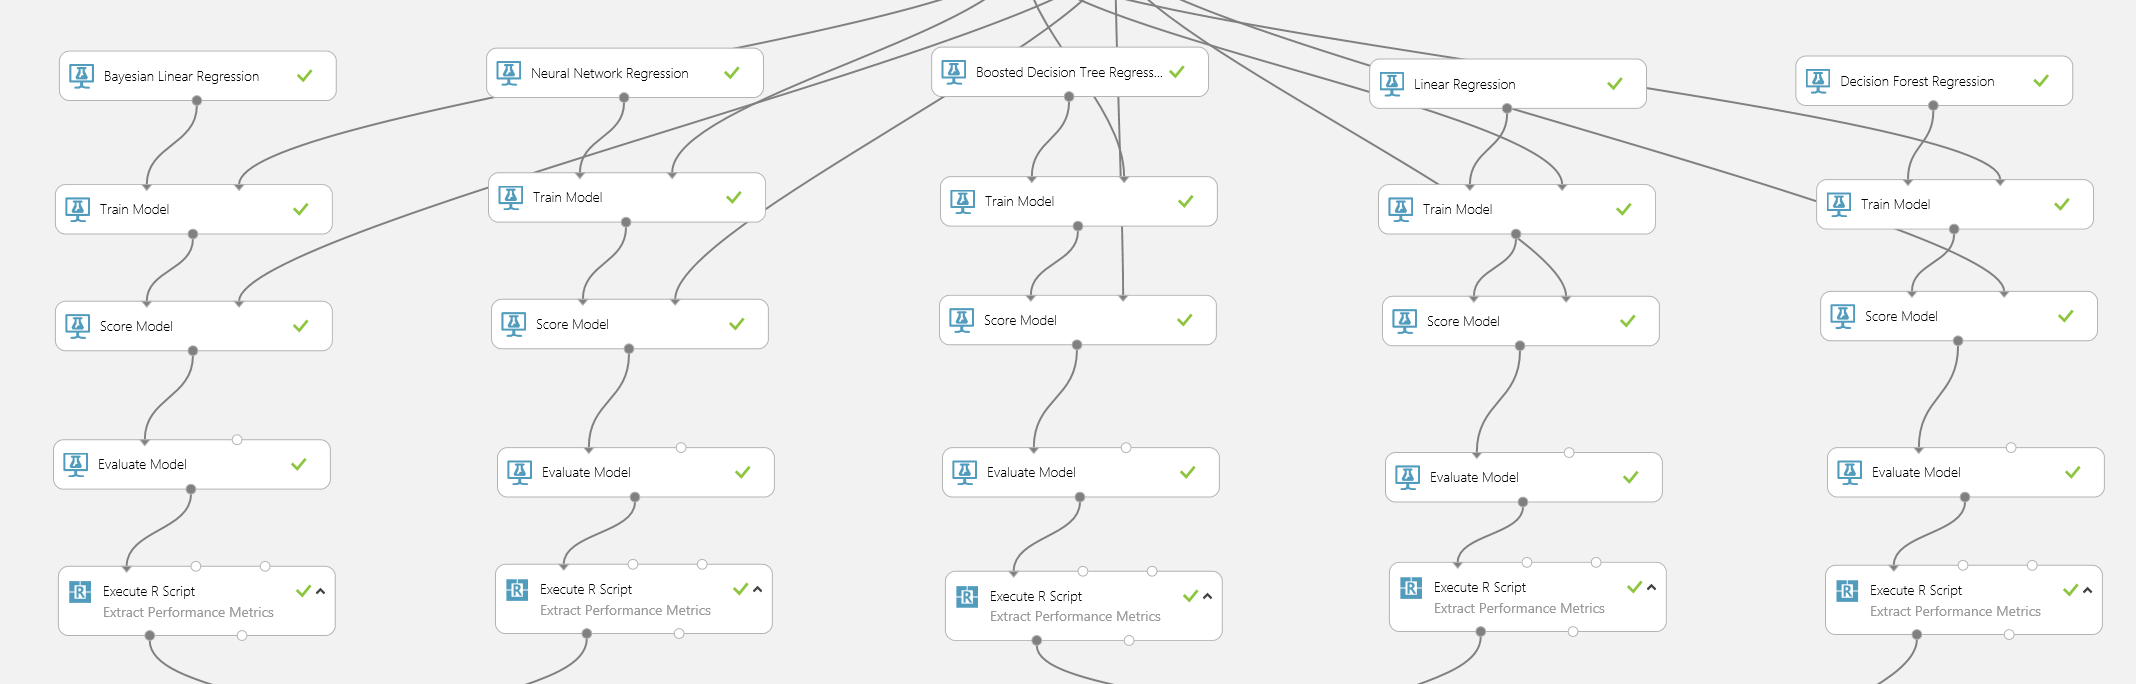 Bayesian Linear Regression
Neural Network Regression
Boosted Decision Tree Regress...
Linear Regression
Decision Forest Regression
Train Model
Train Model
Train Model
Train Model
Train Model
Score Model
Score Model
Score Model
Score Model
Score Model
Evaluate Model
Evaluate Model
Evaluate Model
Evaluate Model
Evaluate Model
R
Execute R Script
Extract Performance Metrics
R
Execute R Script
Extract Performance Metrics
R
Execute R Script
Extract Performance Metrics
R
Execute R Script
Extract Performance Metrics
R
Execute R Script
Extract Performance Metrics